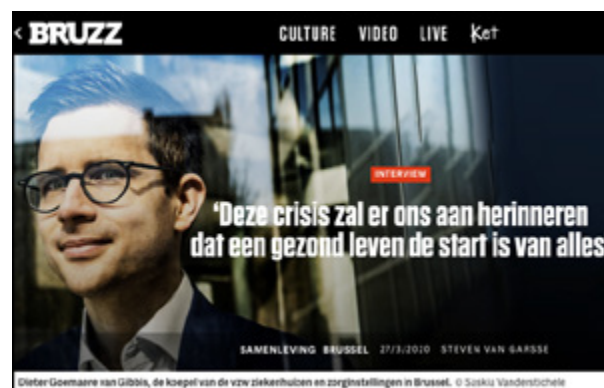 < BRUZZ
CULTURE VIDEO LIVE Ket
INTERVIEW
‘Deze crisis zal er ons aan herinneren
dat een gezond leven de start is van alles
SAMENLEVING BRUSSEL 27/3/2020 STEVEN VAN GARSSE
Dieter Goemaere van Gibbis, de koepel van de vzw ziekenhuizen en zorginstellingen in Brussel. © Saskia Vanderstichele